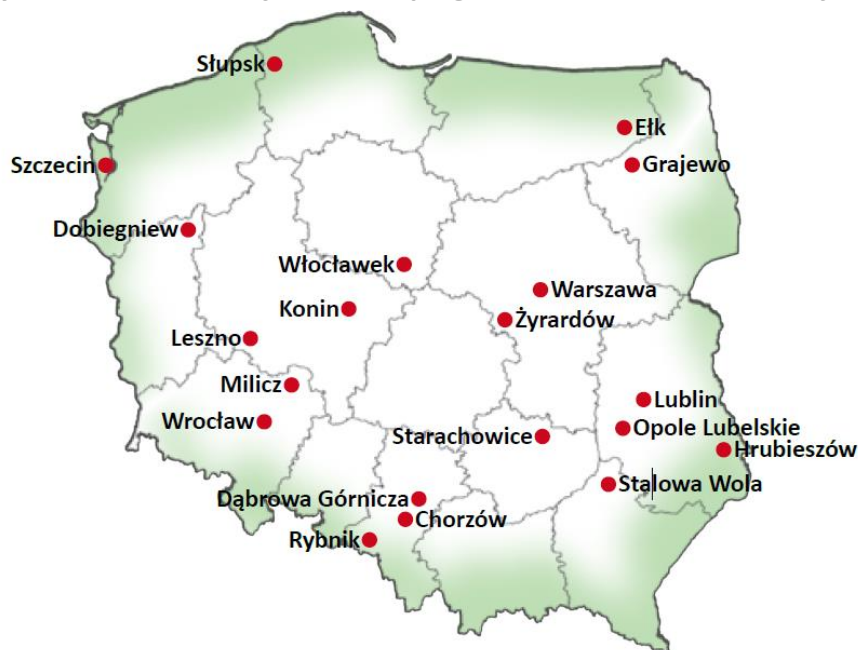 Słupsk
Ełk
Szczecin
Grajewo
Dobiegniew
Włocławek
Warszawa
Konin
Żyrardów
Leszno
Milicz
Lublin
Wrocław
Opole Lubelskie
Starachowice
Hrubieszów
Stalowa Wola
Dąbrowa Górnicza
Chorzów
Rybnik